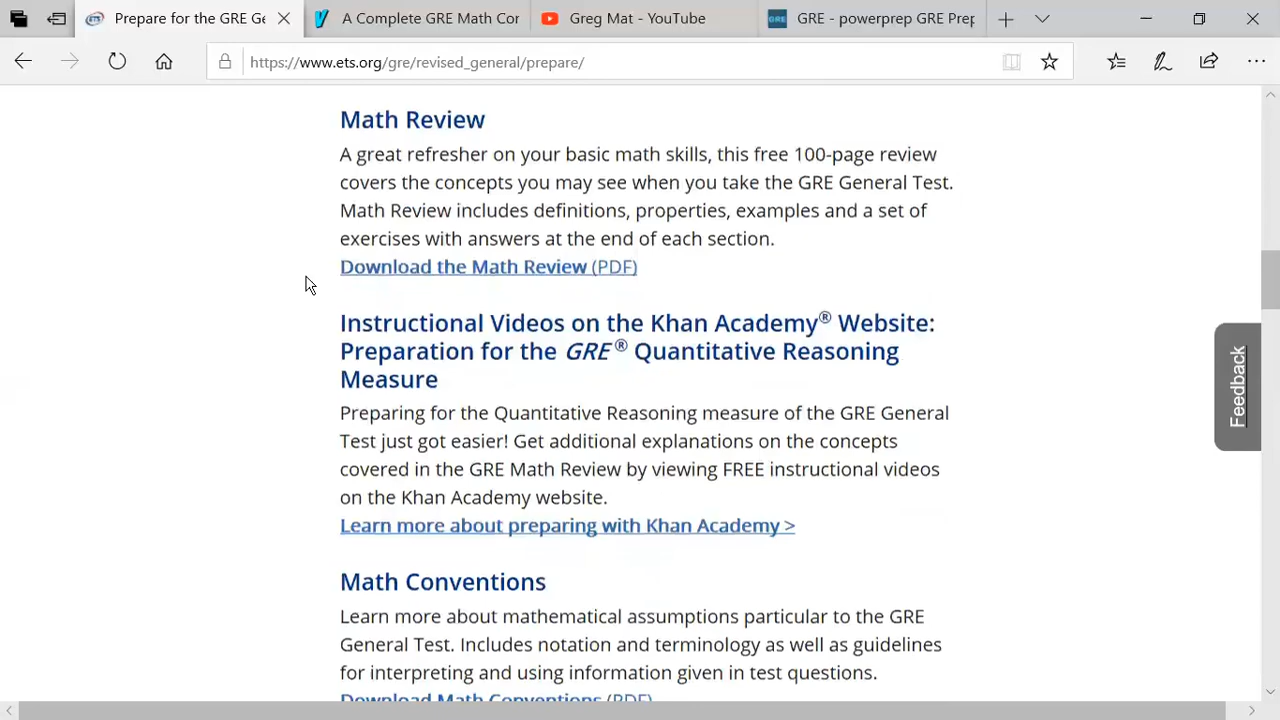 Prepare for the GRE Ge
A Complete GRE Math Cor
Greg Mat - YouTube
GRE - powerprep GRE Prep
https://www.ets.org/gre/revised_general/prepare/
Math Review
A great refresher on your basic math skills, this free 100-page review
covers the concepts you may see when you take the GRE General Test.
Math Review includes definitions, properties, examples and a set of
exercises with answers at the end of each section.
Download the Math Review (PDF)
Instructional Videos on the Khan Academy® Website:
Preparation for the GRE® Quantitative Reasoning
Measure
Preparing for the Quantitative Reasoning measure of the GRE General
Test just got easier! Get additional explanations on the concepts
covered in the GRE Math Review by viewing FREE instructional videos
on the Khan Academy website.
Learn more about preparing with Khan Academy >
Math Conventions
Learn more about mathematical assumptions particular to the GRE
General Test. Includes notation and terminology as well as guidelines
for interpreting and using information given in test questions.
Download Math Conventions (PDF)
Feedback